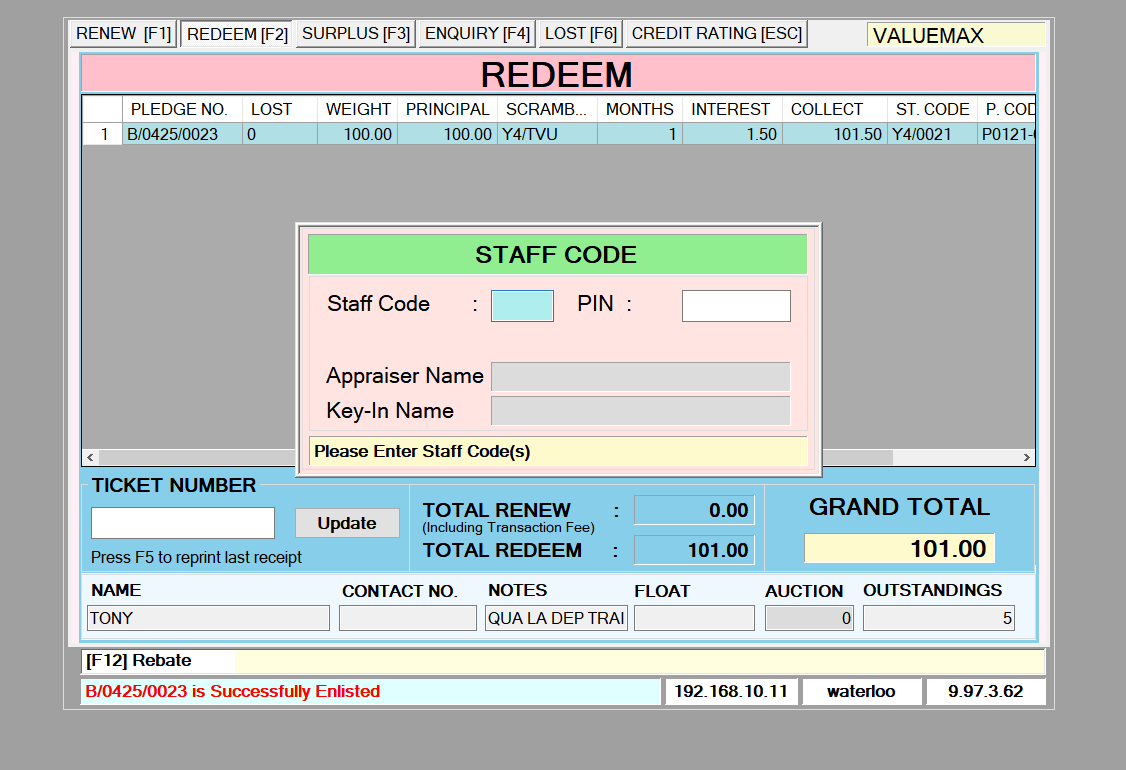 RENEW [F1] REDEEM [F2] SURPLUS [F3] ENQUIRY [F4] LOST [F6] CREDIT RATING [ESC] VALUEMAX
REDEEM
PLEDGE NO. LOST WEIGHT PRINCIPAL SCRAMB... MONTHS INTEREST COLLECT ST. CODE P. COD
1 B/0425/0023 0 100.00 100.00 Y4/TVU 1 1.50 101.50 Y4/0021 P0121-
STAFF CODE
Staff Code : PIN :
Appraiser Name
Key-In Name
Please Enter Staff Code(s)
TICKET NUMBER
Update
Press F5 to reprint last receipt
TOTAL RENEW : 0.00
(Including Transaction Fee)
TOTAL REDEEM : 101.00
GRAND TOTAL
101.00
NAME CONTACT NO. NOTES FLOAT AUCTION OUTSTANDINGS
TONY QUA LA DEP TRAI 0 5
[F12] Rebate
B/0425/0023 is Successfully Enlisted 192.168.10.11 waterloo 9.97.3.62